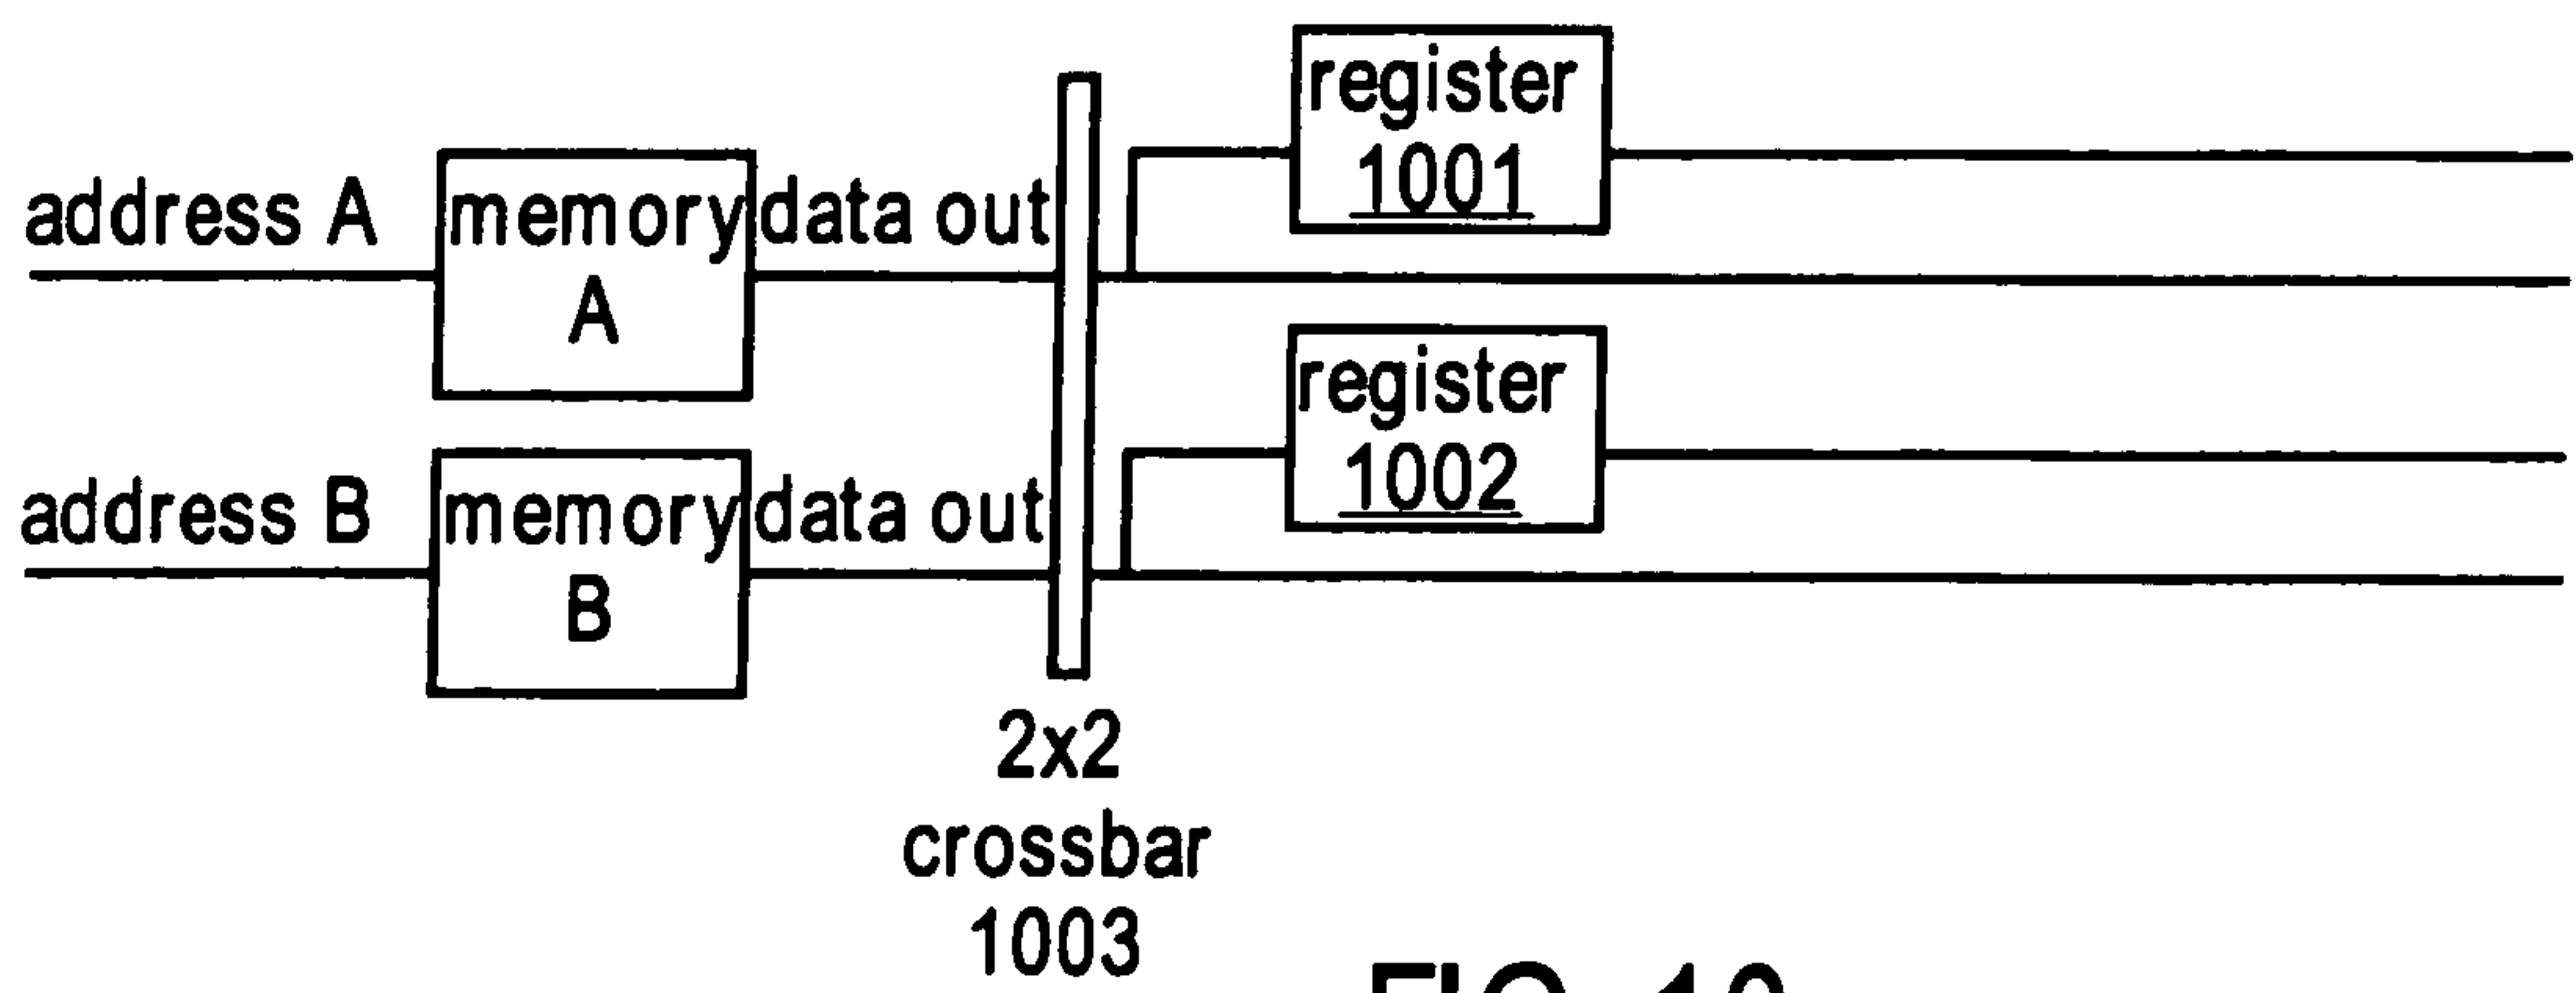 register
1001
address A
memory
A
data out
register
1002
address B
memory
B
data out
2x2
crossbar
1003